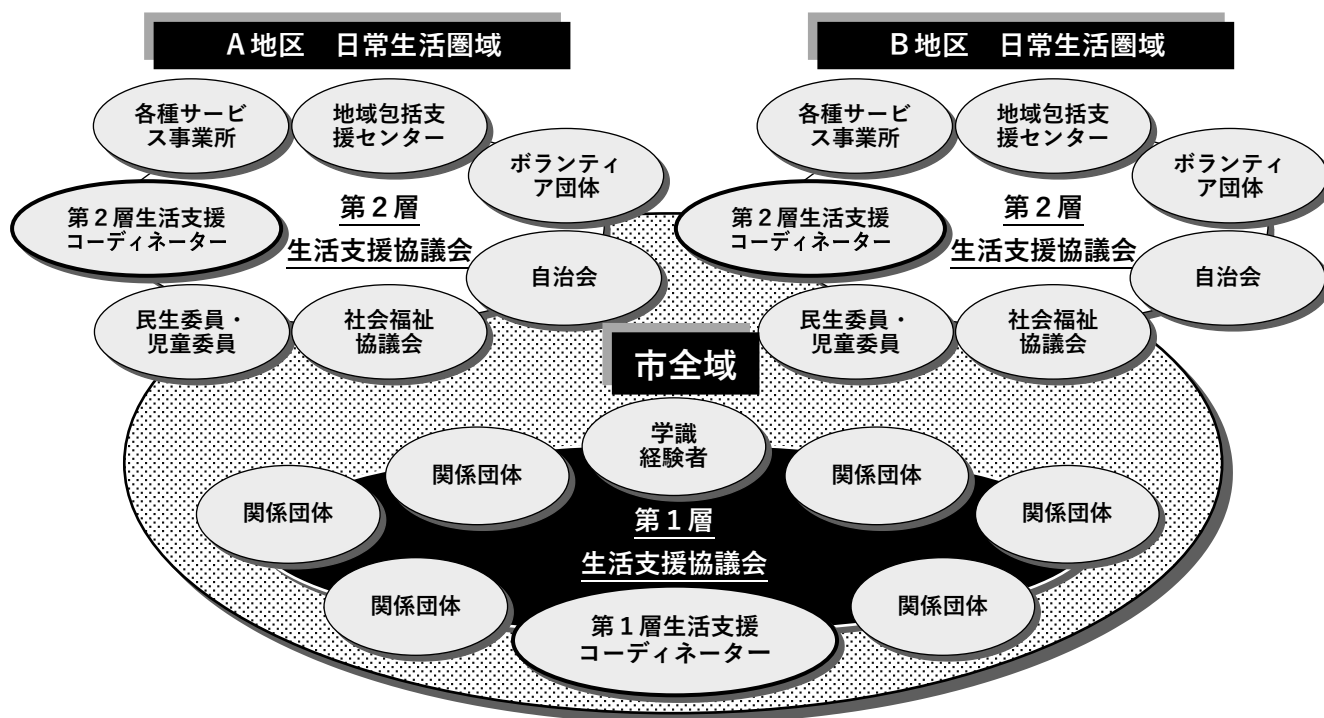 A地区　日常生活圏域
各種サービ
ス事業所
地域包括支
援センター
ボランティ
ア団体
第２層生活支援
コーディネーター
第２層
生活支援協議会
自治会
民生委員・
児童委員
社会福祉
協議会
B地区　日常生活圏域
各種サービ
ス事業所
地域包括支
援センター
ボランティ
ア団体
第２層生活支援
コーディネーター
第２層
生活支援協議会
自治会
民生委員・
児童委員
社会福祉
協議会
市全域
学識
経験者
関係団体
関係団体
関係団体
関係団体
第１層
生活支援協議会
関係団体
関係団体
第１層生活支援
コーディネーター